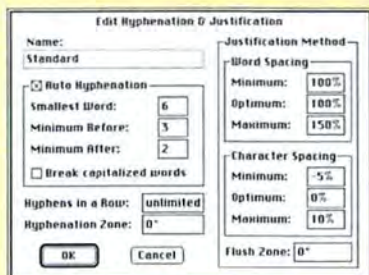 Edit Hyphenation & Justification
Name:
Standard
Auto Hyphenation
Smallest Word: 6
Minimum Before: 3
Minimum After: 2
Break capitalized words
Hyphens in a Row: unlimited
Hyphenation Zone: 0"
OK
Cancel
Justification Method
Word Spacing
Minimum: 100%
Optimum: 100%
Maximum: 150%
Character Spacing
Minimum: -5%
Optimum: 0%
Maximum: 10%
Flush Zone: 0"